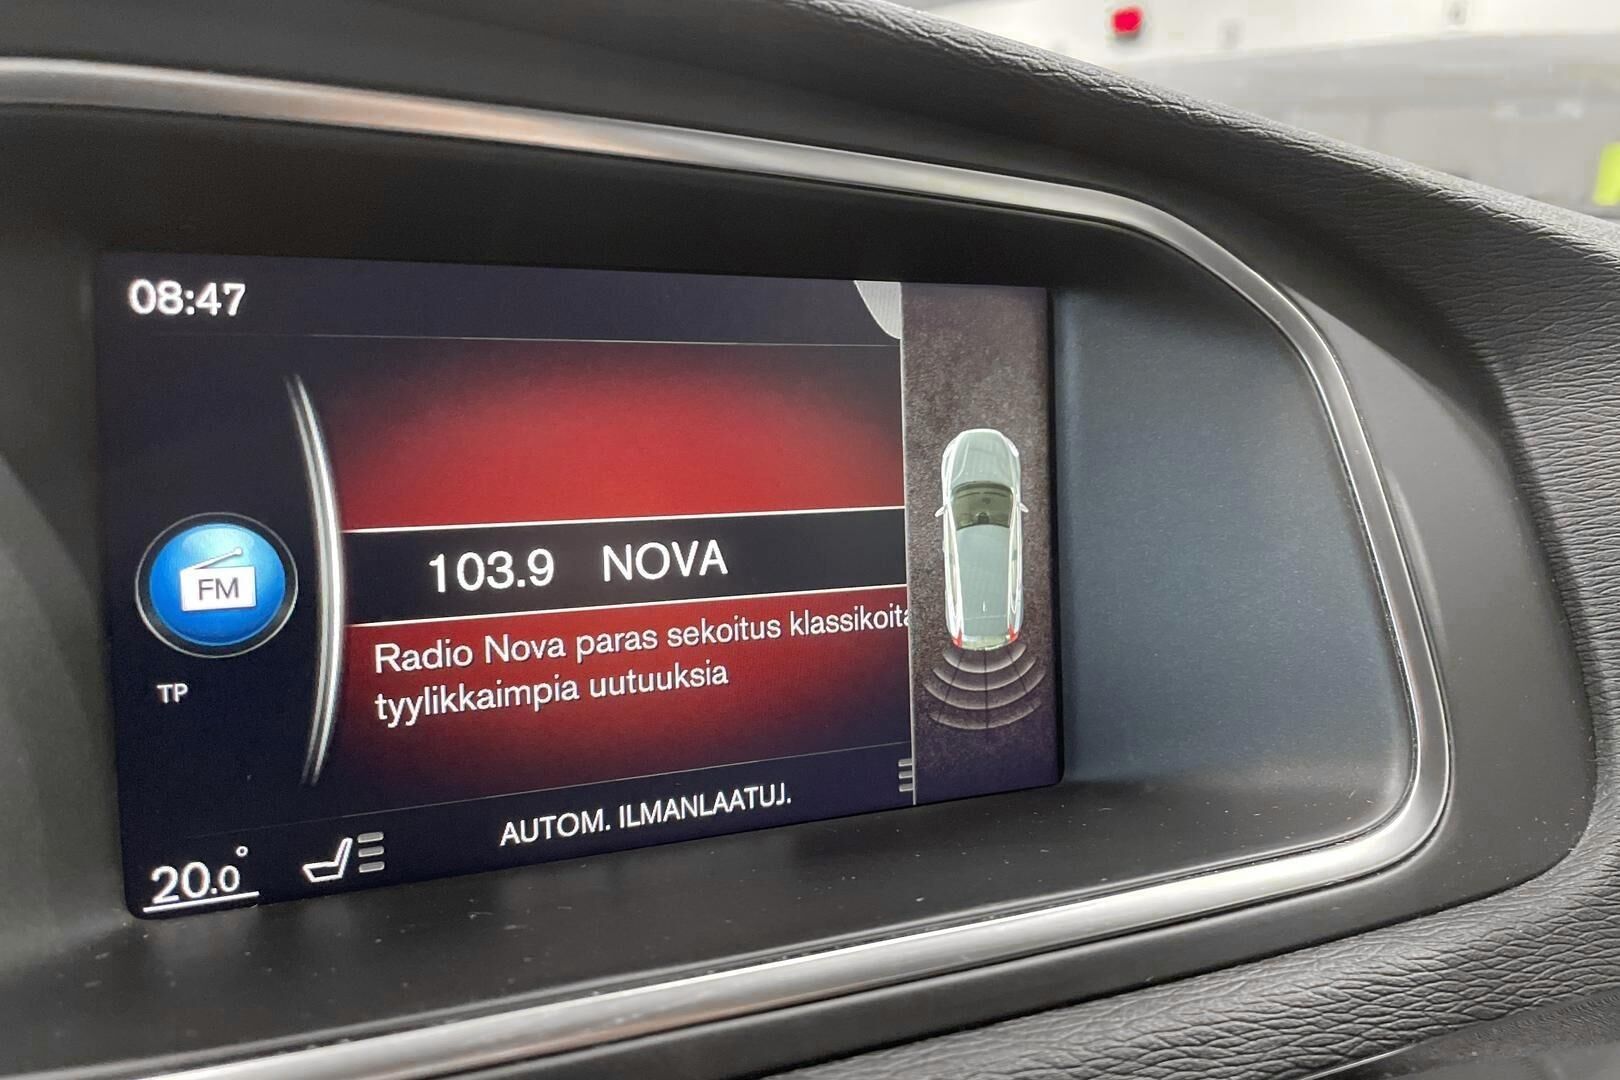 08:47
FM
103.9 NOVA
Radio Nova paras sekoitus klassikoita
tyylikkaimpia uutuuksia
TP
AUTOM. ILMANLAATUJ.
20.0°